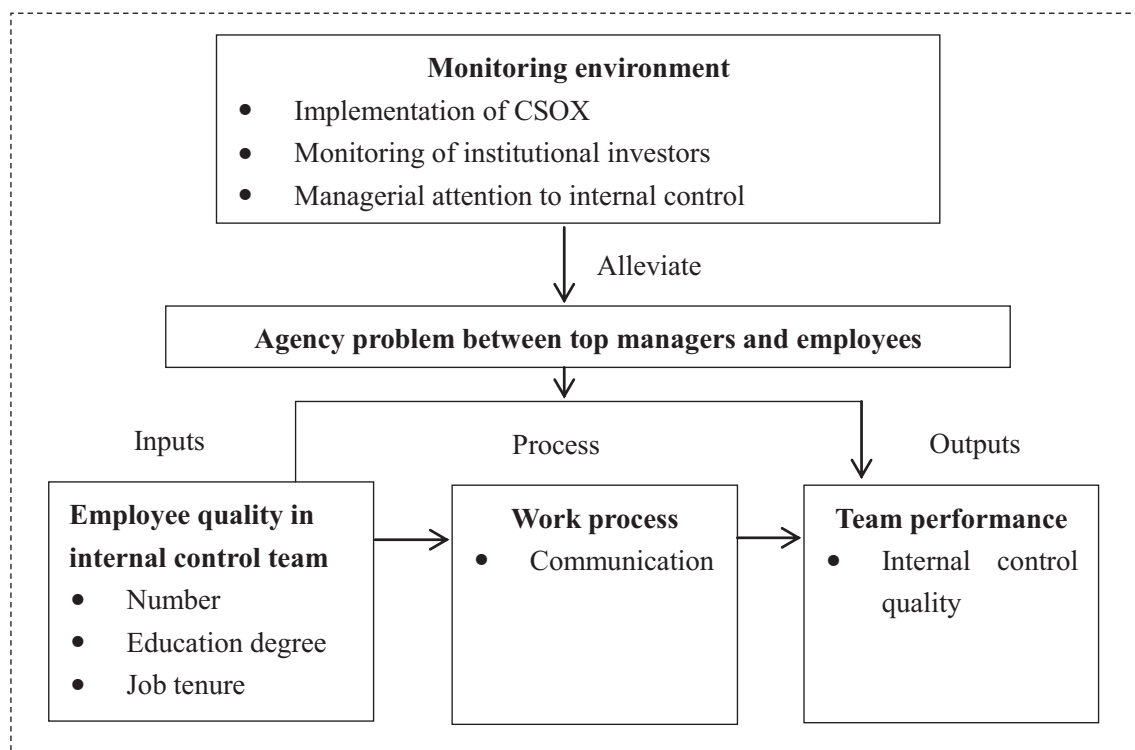 Monitoring environment
• Implementation of CSOX
• Monitoring of institutional investors
• Managerial attention to internal control
Alleviate
Agency problem between top managers and employees
Inputs
Process
Outputs
Employee quality in
internal control team
• Number
• Education degree
• Job tenure
Work process
• Communication
Team performance
• Internal control
quality